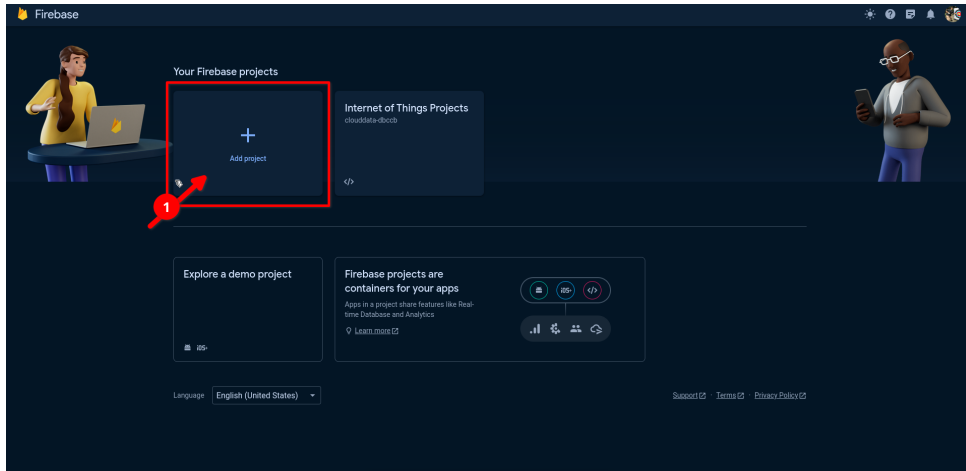 Firebase
Your Firebase projects
Add project
1
Internet of Things Projects
clouddata-dbccb
</>
Explore a demo project
iOS+
Firebase projects are
containers for your apps
Apps in a project share features like Real-
time Database and Analytics
Learn more
iOS+
</>
Language
English (United States)
Support · Terms · Privacy Policy